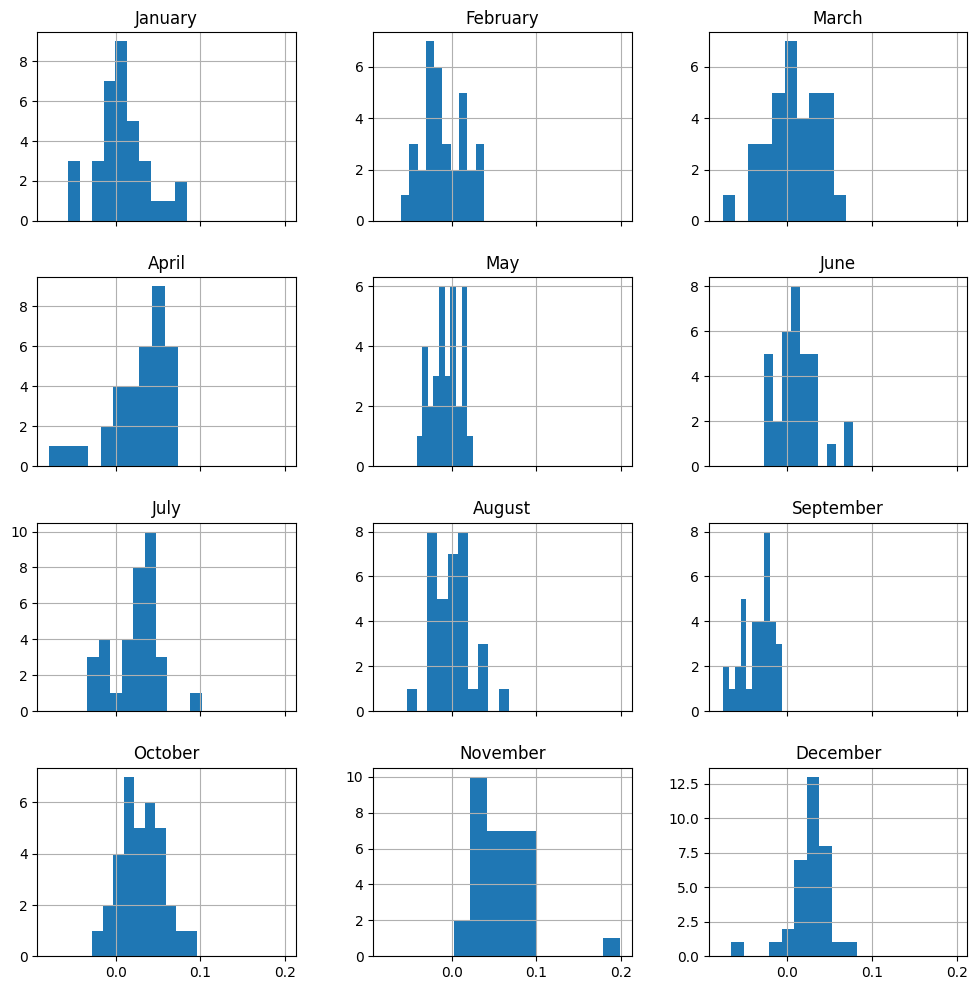 January February March
8 6 6
6 4 4
4 2 2
2 0 0
0
April May June
8 6 8
6 4 6
4 2 4
2 0 2
0 0
July August September
10 8 8
8 6 6
6 4 4
4 2 2
2 0 0
0
October November December
6 10 12.5
4 8 10.0
2 6 7.5
0 4 5.0
2 2.5
0 0.0
0.0 0.1 0.2 0.0 0.1 0.2 0.0 0.1 0.2